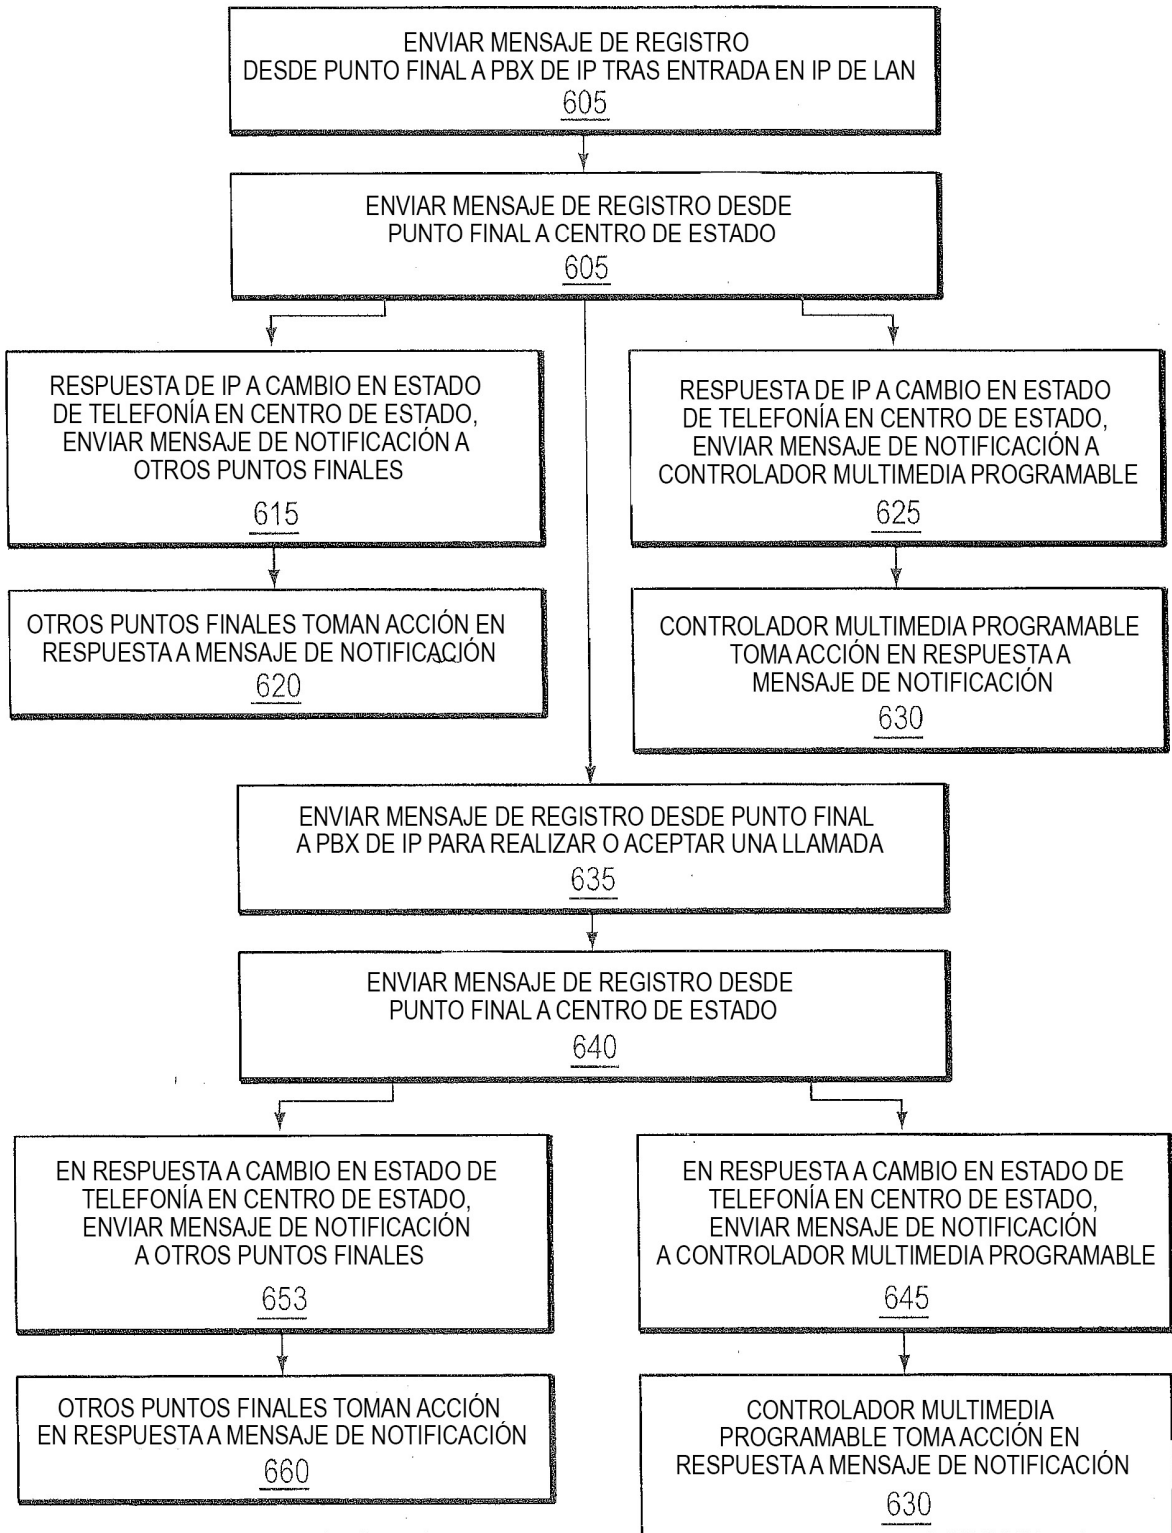 ENVIAR MENSAJE DE REGISTRO
DESDE PUNTO FINAL A PBX DE IP TRAS ENTRADA EN IP DE LAN
605
ENVIAR MENSAJE DE REGISTRO DESDE
PUNTO FINAL A CENTRO DE ESTADO
605
RESPUESTA DE IP A CAMBIO EN ESTADO
DE TELEFONÍA EN CENTRO DE ESTADO,
ENVIAR MENSAJE DE NOTIFICACIÓN A
OTROS PUNTOS FINALES
615
RESPUESTA DE IP A CAMBIO EN ESTADO
DE TELEFONÍA EN CENTRO DE ESTADO,
ENVIAR MENSAJE DE NOTIFICACIÓN A
CONTROLADOR MULTIMEDIA PROGRAMABLE
625
OTROS PUNTOS FINALES TOMAN ACCIÓN EN
RESPUESTA A MENSAJE DE NOTIFICACIÓN
620
CONTROLADOR MULTIMEDIA PROGRAMABLE
TOMA ACCIÓN EN RESPUESTA A
MENSAJE DE NOTIFICACIÓN
630
ENVIAR MENSAJE DE REGISTRO DESDE PUNTO FINAL
A PBX DE IP PARA REALIZAR O ACEPTAR UNA LLAMADA
635
ENVIAR MENSAJE DE REGISTRO DESDE
PUNTO FINAL A CENTRO DE ESTADO
640
EN RESPUESTA A CAMBIO EN ESTADO DE
TELEFONÍA EN CENTRO DE ESTADO,
ENVIAR MENSAJE DE NOTIFICACIÓN
A OTROS PUNTOS FINALES
653
EN RESPUESTA A CAMBIO EN ESTADO DE
TELEFONÍA EN CENTRO DE ESTADO,
ENVIAR MENSAJE DE NOTIFICACIÓN
A CONTROLADOR MULTIMEDIA PROGRAMABLE
645
OTROS PUNTOS FINALES TOMAN ACCIÓN
EN RESPUESTA A MENSAJE DE NOTIFICACIÓN
660
CONTROLADOR MULTIMEDIA
PROGRAMABLE TOMA ACCIÓN EN
RESPUESTA A MENSAJE DE NOTIFICACIÓN
630